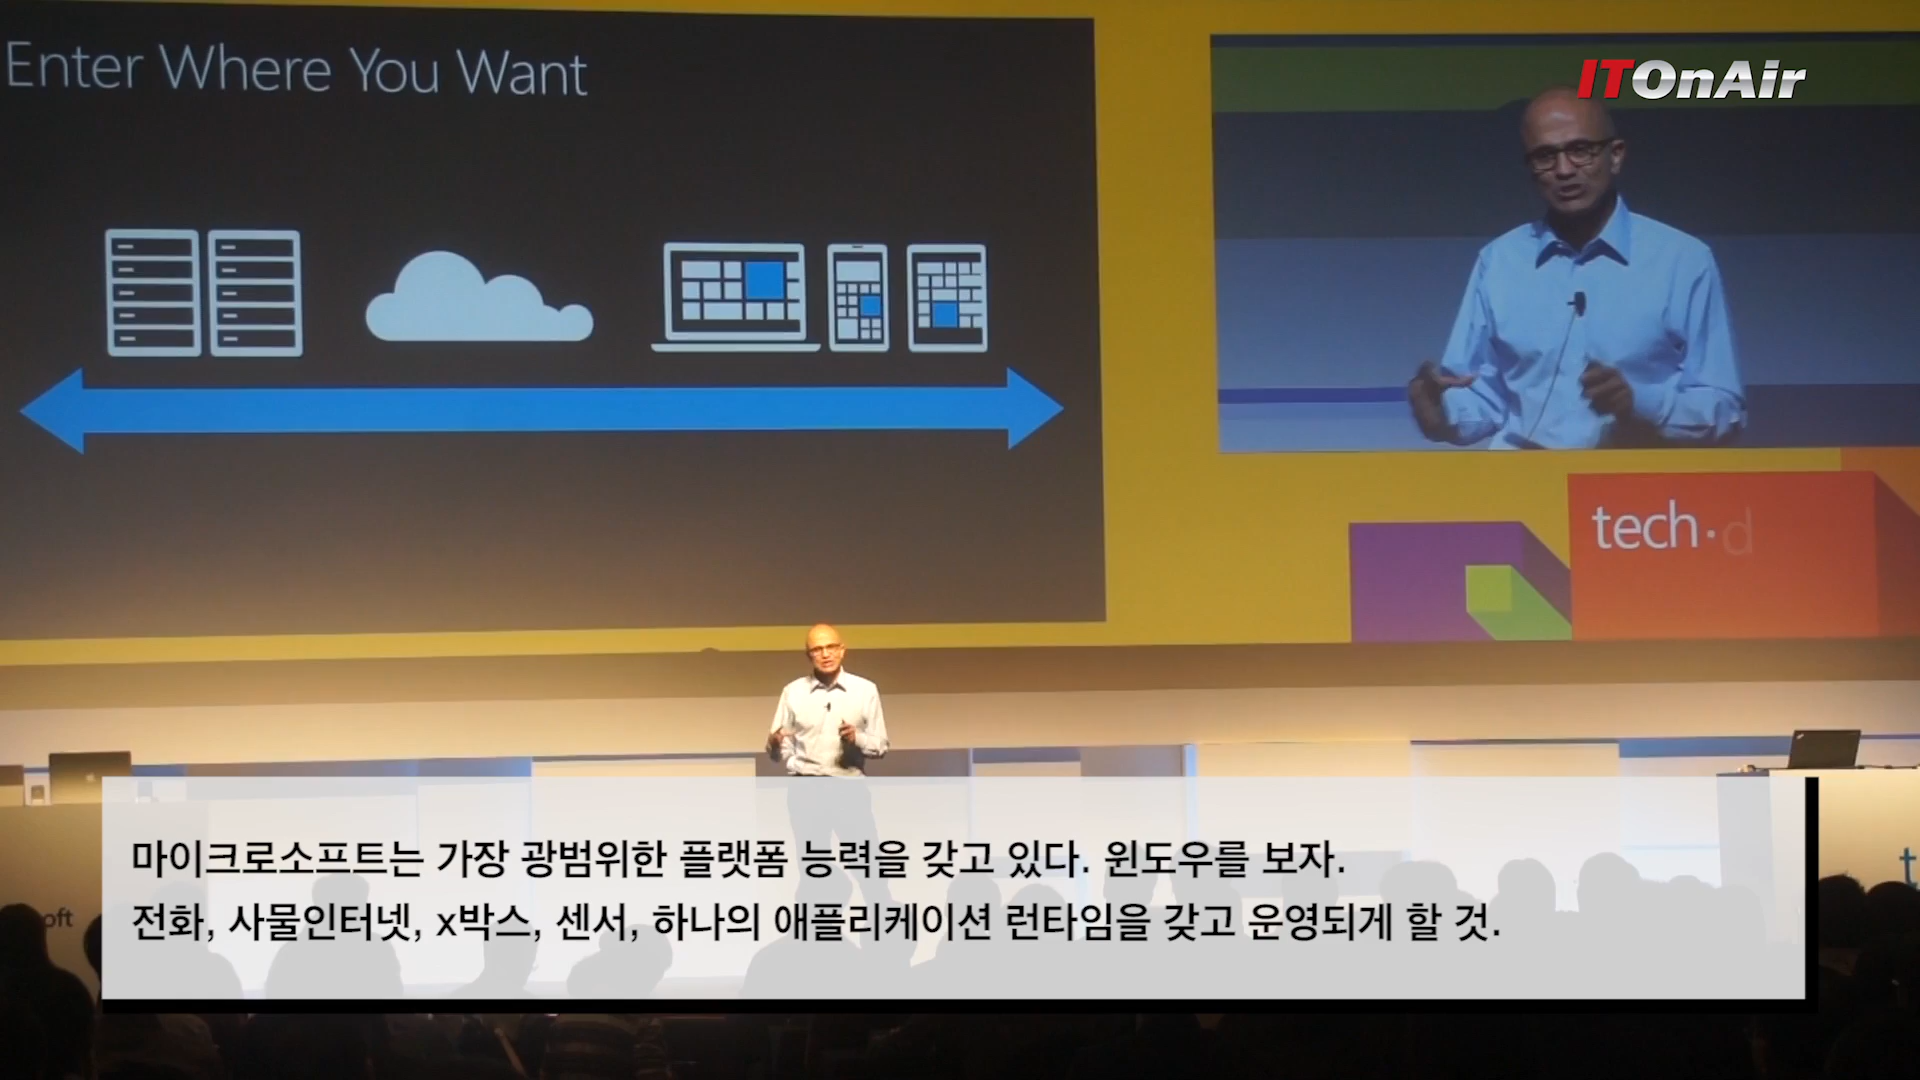 Enter Where You Want
ITOnAir
tech·d
마이크로소프트는 가장 광범위한 플랫폼 능력을 갖고 있다. 윈도우를 보자.
전화, 사물인터넷, x박스, 센서, 하나의 애플리케이션 런타임을 갖고 운영되게 할 것.
oft
t